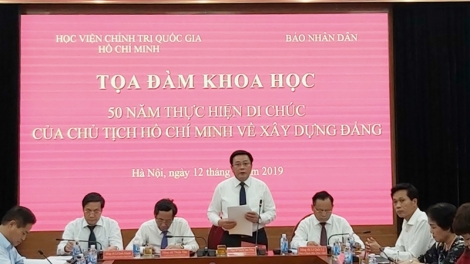 HỌC VIỆN CHÍNH TRỊ QUỐC GIA BÁO NHÂN DÂN
HỒ CHÍ MINH
TỌA ĐÀM KHOA HỌC
50 NĂM THỰC HIỆN DI CHÚC
CỦA CHỦ TỊCH HỒ CHÍ MINH VỀ XÂY DỰNG ĐẢNG
Hà Nội, ngày 12 2019